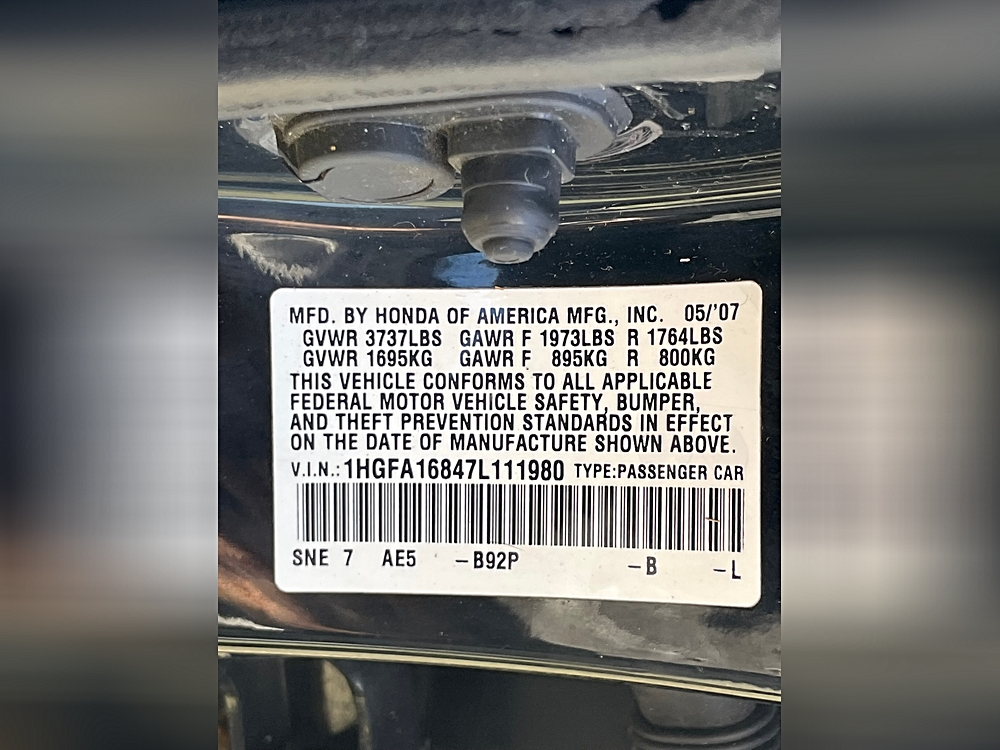 MFD. BY HONDA OF AMERICA MFG., INC. 05/'07
GVWR 3737LBS GAWR F 1973LBS R 1764LBS
GVWR 1695KG GAWR F 895KG R 800KG
THIS VEHICLE CONFORMS TO ALL APPLICABLE
FEDERAL MOTOR VEHICLE SAFETY, BUMPER,
AND THEFT PREVENTION STANDARDS IN EFFECT
ON THE DATE OF MANUFACTURE SHOWN ABOVE.
V.I.N.: 1HGFA16847L111980 TYPE:PASSENGER CAR
SNE 7 AE5 -B92P -B -L